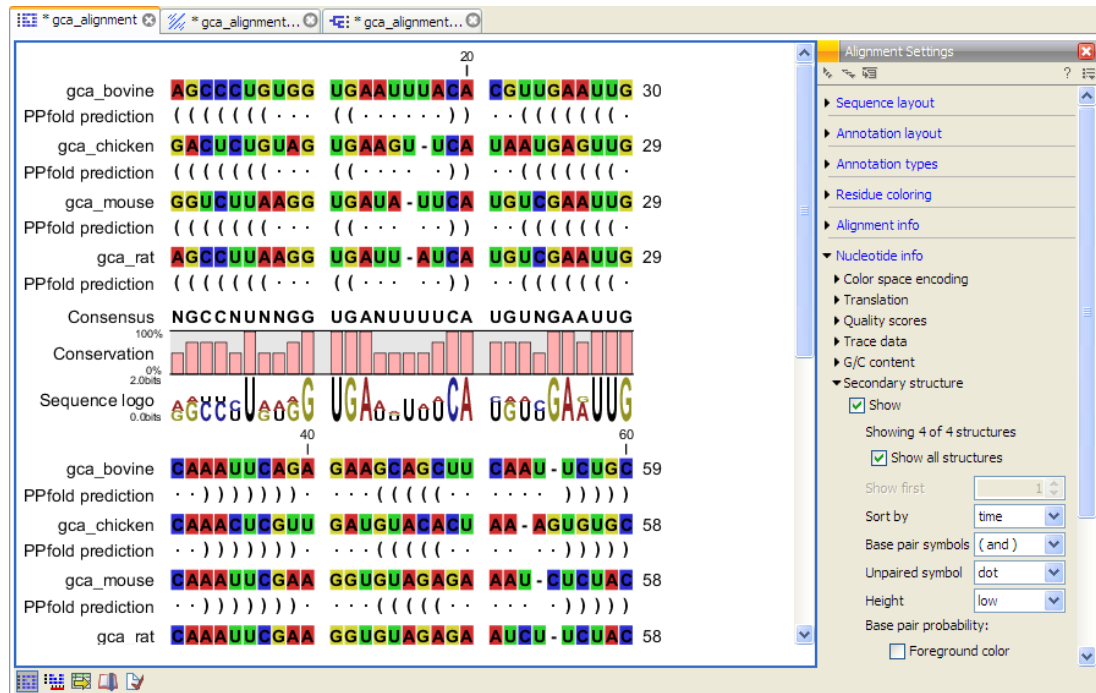 * gca_alignment
* gca_alignment...
* gca_alignment...
20
gca_bovine AGCCCUGUGG UGAAUUUACA CGUUGAAUUG 30
PPfold prediction ( ( ( ( ( ( ( · · · ( ( · · · · · · ) ) · · ( ( ( ( ( ( ( ·
gca_chicken GACUCUGUAG UGAAGU-UCA UAAUGAGUUG 29
PPfold prediction ( ( ( ( ( ( ( · · · ( ( · · · · · ) ) · · ( ( ( ( ( ( ( ·
gca_mouse GGUCUUAAGG UGAUA-UUCA UGUCGAAUUG 29
PPfold prediction ( ( ( ( ( ( ( · · · ( ( · · · · · ) ) · · ( ( ( ( ( ( ( ·
gca_rat AGCCUUAAGG UGAUU-AUCA UGUCGAAUUG 29
PPfold prediction ( ( ( ( ( ( ( · · · ( ( · · · · · ) ) · · ( ( ( ( ( ( ( ·
Consensus NGCCNUNNGG UGANUUUUCA UGUNGAAUUG
100%
Conservation
0%
2.0bits
Sequence logo
0.0bits
40 60
gca_bovine CAAAUUCAGA GAAGCAGCUU CAAU-UCUGC 59
PPfold prediction · · ) ) ) ) ) ) ) · · · · ( ( ( ( ( · · · · · · ) ) ) ) )
gca_chicken CAAACUCGUU GAUGUACACU AA-AGUGUGC 58
PPfold prediction · · ) ) ) ) ) ) ) · · · · ( ( ( ( ( · · · · · · ) ) ) ) )
gca_mouse CAAAUUCGAA GGUGUAGAGA AAU-CUCUAC 58
PPfold prediction · · ) ) ) ) ) ) ) · · · · ( ( ( ( ( · · · · · · ) ) ) ) )
gca_rat CAAAUUCGAA GGUGUAGAGA AUCU-UCUAC 58
Alignment Settings
?
Sequence layout
Annotation layout
Annotation types
Residue coloring
Alignment info
Nucleotide info
Color space encoding
Translation
Quality scores
Trace data
G/C content
Secondary structure
Show
Showing 4 of 4 structures
Show all structures
Show first 1
Sort by time
Base pair symbols ( and )
Unpaired symbol dot
Height low
Base pair probability:
Foreground color